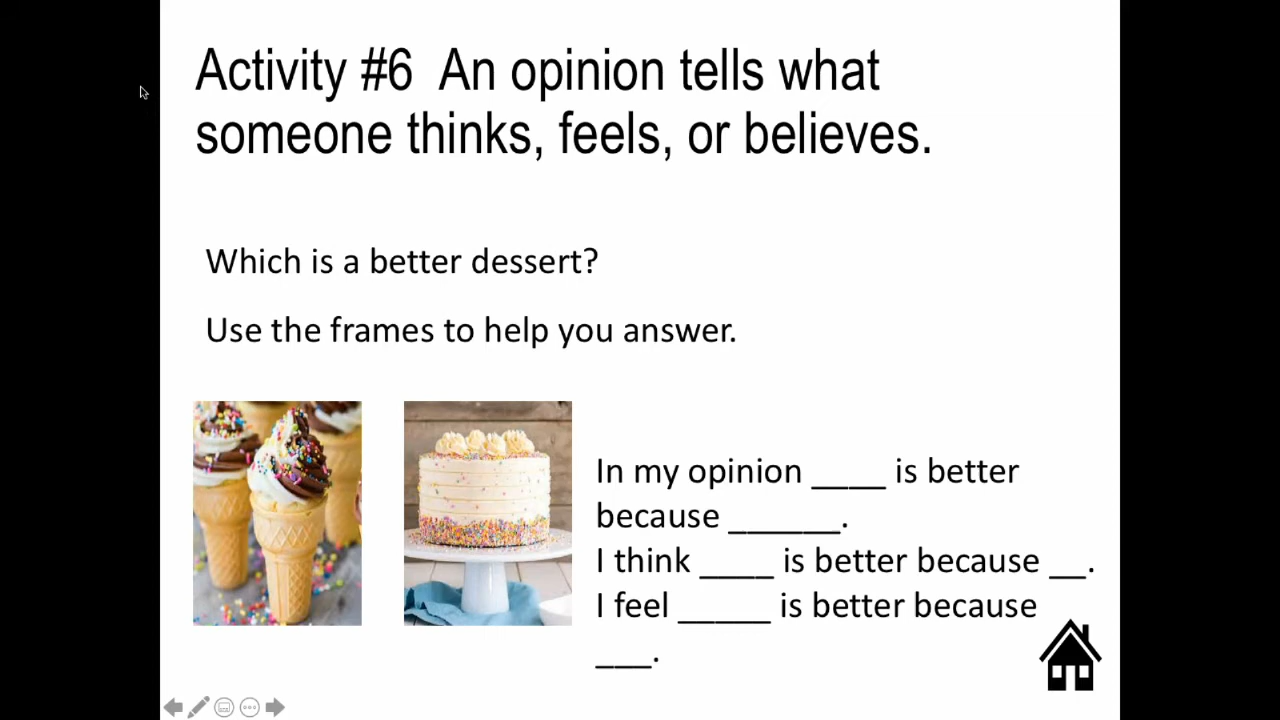 Activity #6  An opinion tells what
someone thinks, feels, or believes.
Which is a better dessert?
Use the frames to help you answer.
In my opinion ____ is better
because ______.
I think ____ is better because __.
I feel _____ is better because
___.